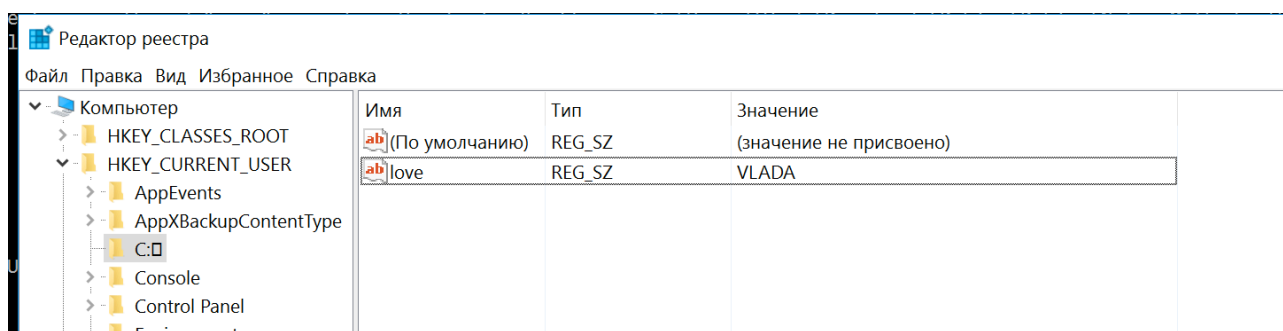 Редактор реестра
Файл Правка Вид Избранное Справка
Компьютер
HKEY_CLASSES_ROOT
HKEY_CURRENT_USER
AppEvents
AppXBackupContentType
C:□
Console
Control Panel
Имя Тип Значение
(По умолчанию) REG_SZ (значение не присвоено)
love REG_SZ VLADA